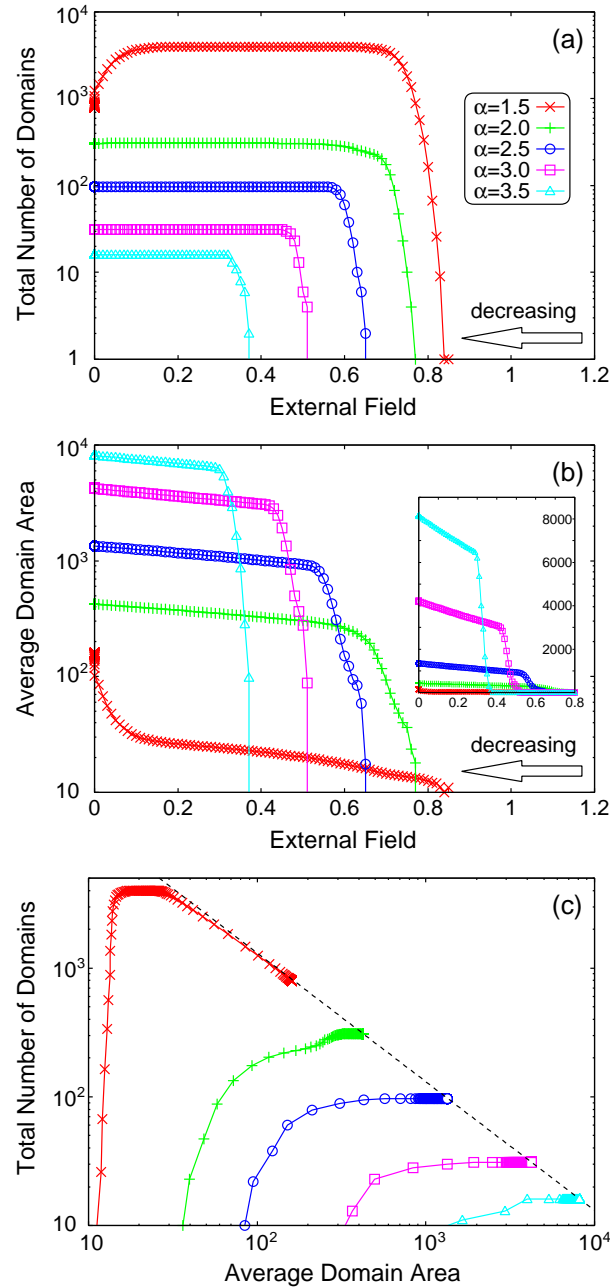 (a)
Total Number of Domains
10^4
10^3
10^2
10
1
α=1.5
α=2.0
α=2.5
α=3.0
α=3.5
decreasing
0 0.2 0.4 0.6 0.8 1 1.2
External Field
(b)
Average Domain Area
10^4
10^3
10^2
10
8000
6000
4000
2000
0 0.2 0.4 0.6 0.8
decreasing
0 0.2 0.4 0.6 0.8 1 1.2
External Field
(c)
Total Number of Domains
10^3
10^2
10
10 10^2 10^3 10^4
Average Domain Area